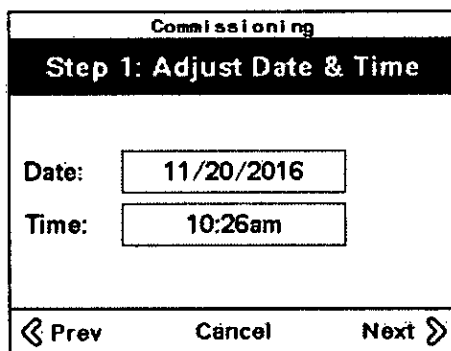 Commissioning
Step 1: Adjust Date & Time
Date: 11/20/2016
Time: 10:26am
Prev Cancel Next